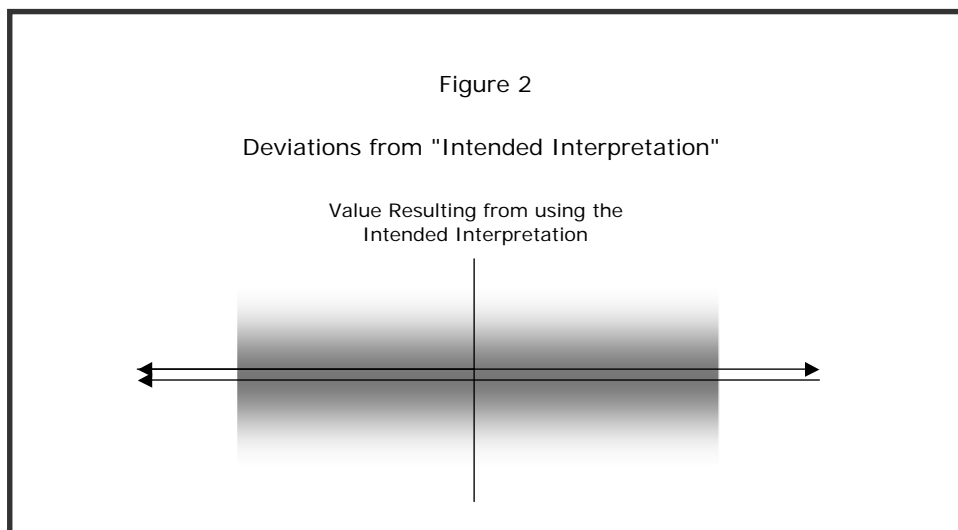 Figure 2
Deviations from "Intended Interpretation"
Value Resulting from using the
Intended Interpretation